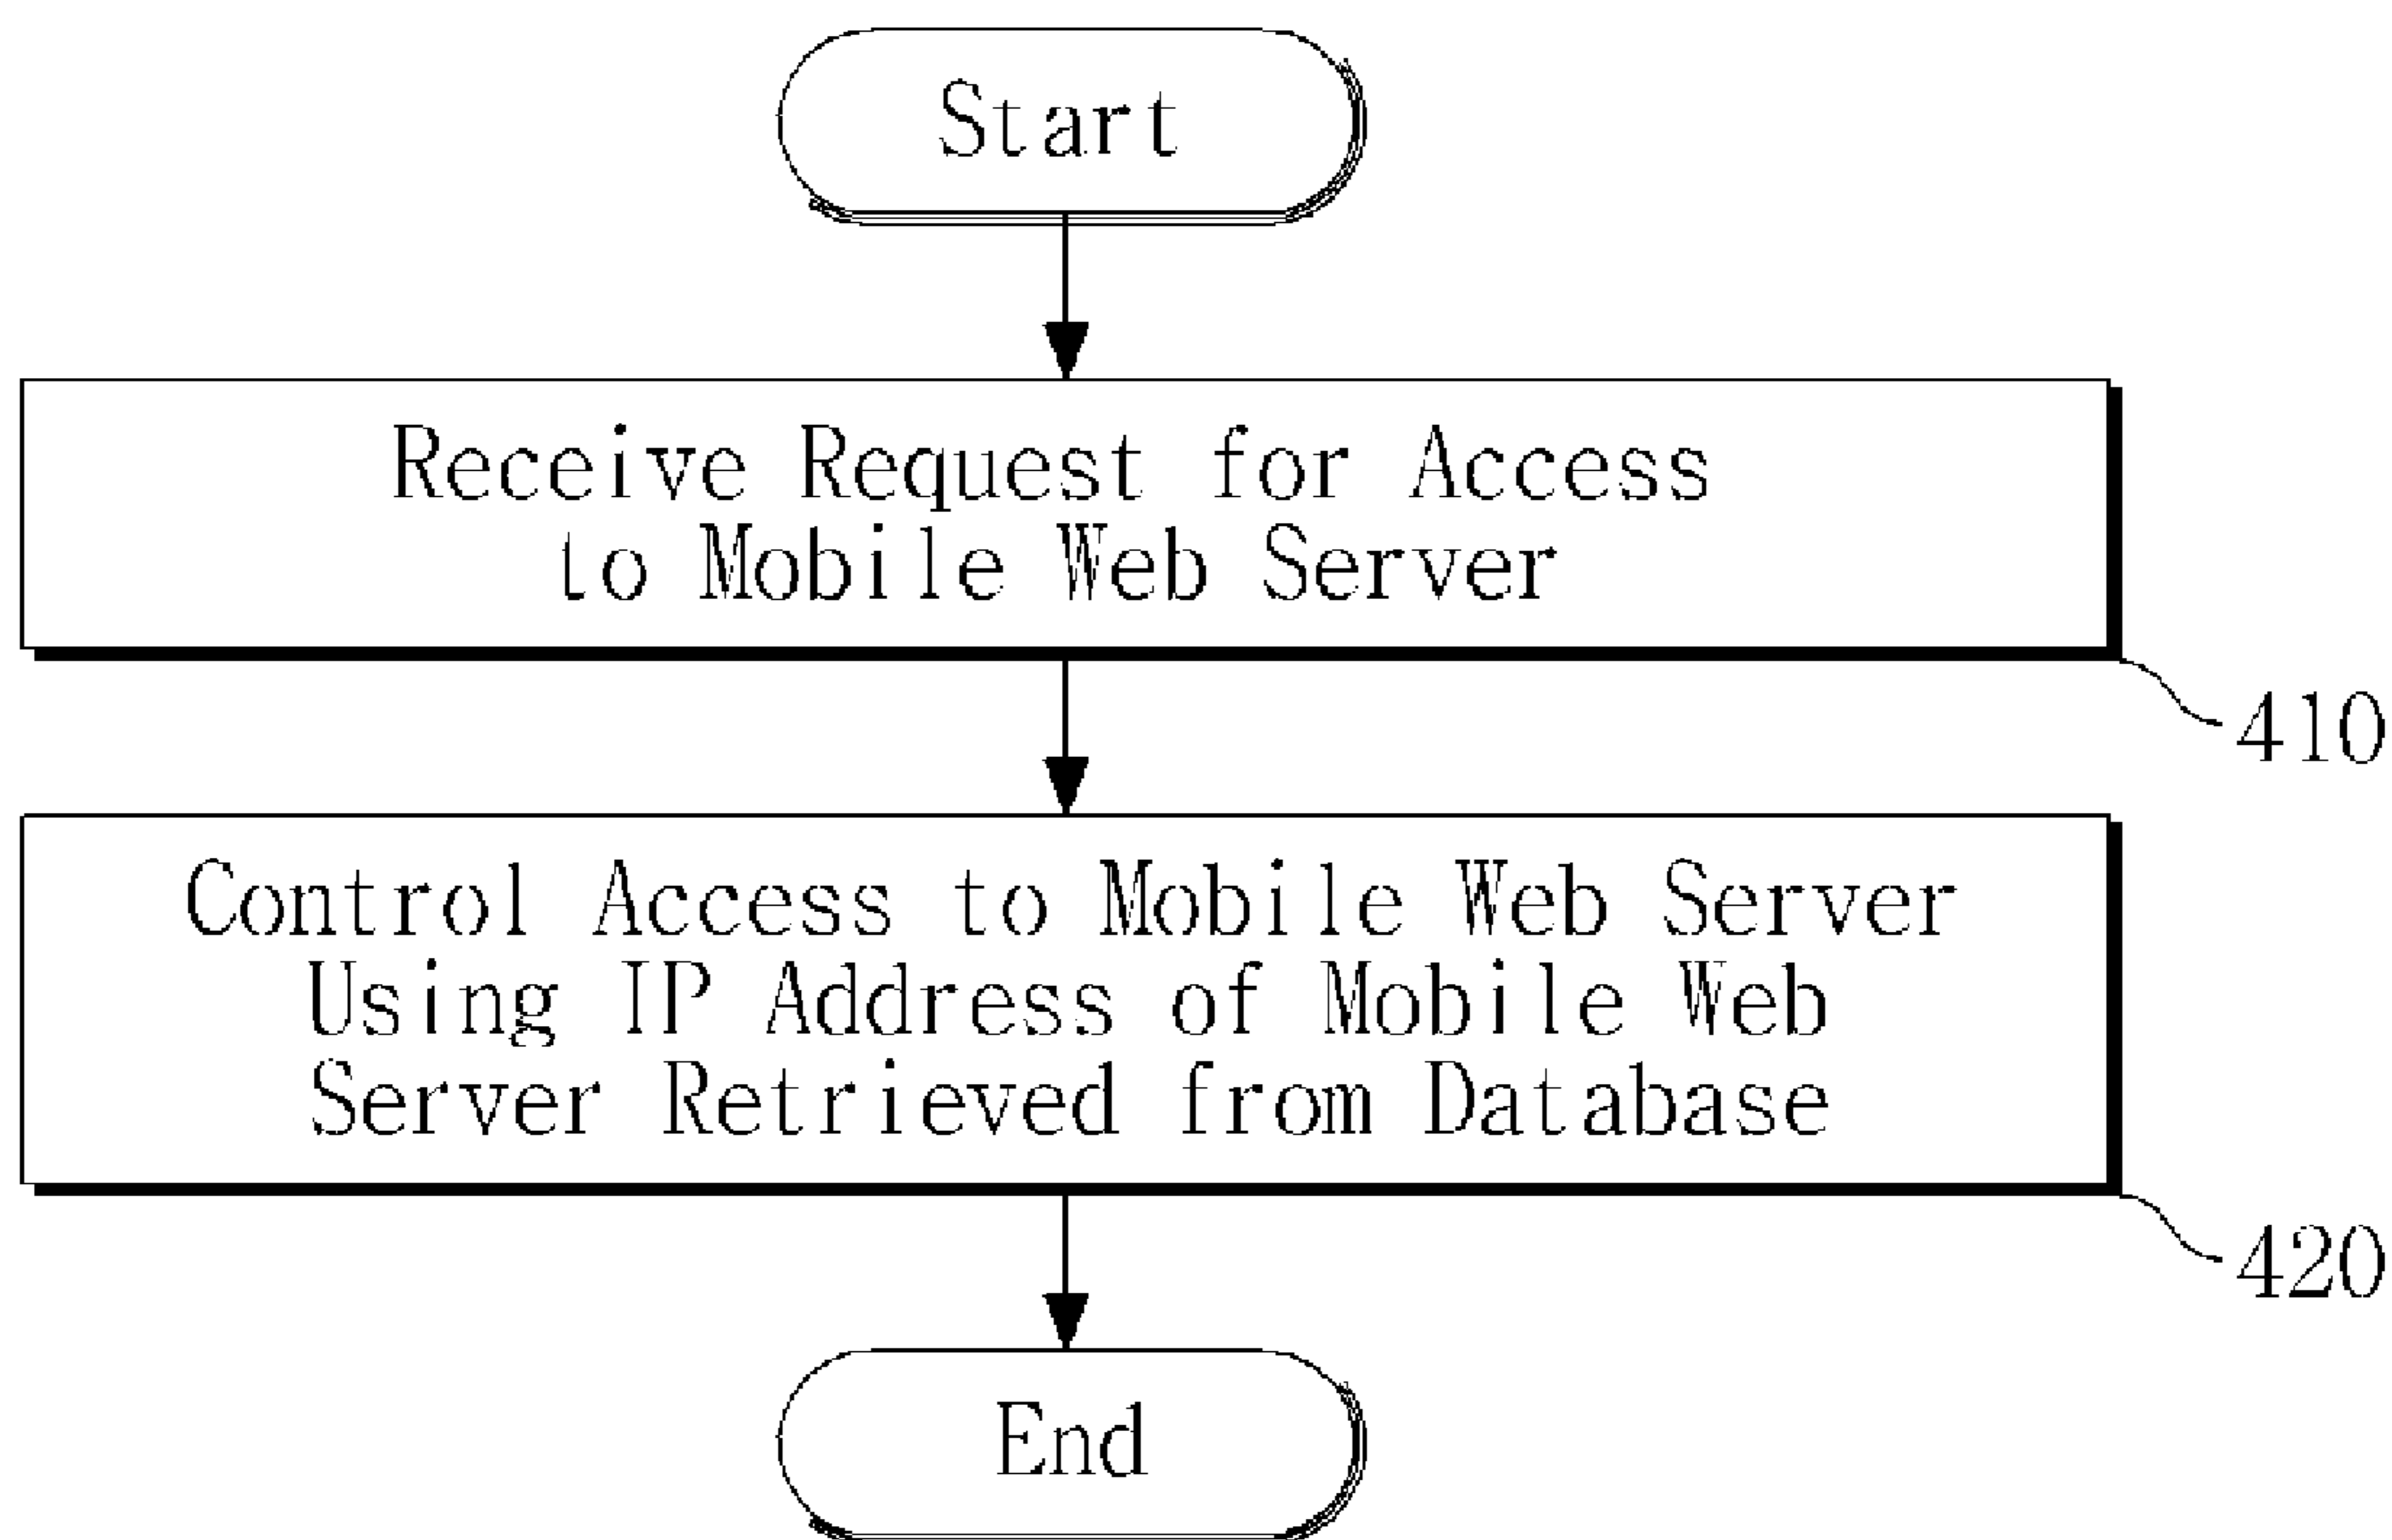 Start
Receive Request for Access
to Mobile Web Server
410
Control Access to Mobile Web Server
Using IP Address of Mobile Web
Server Retrieved from Database
420
End